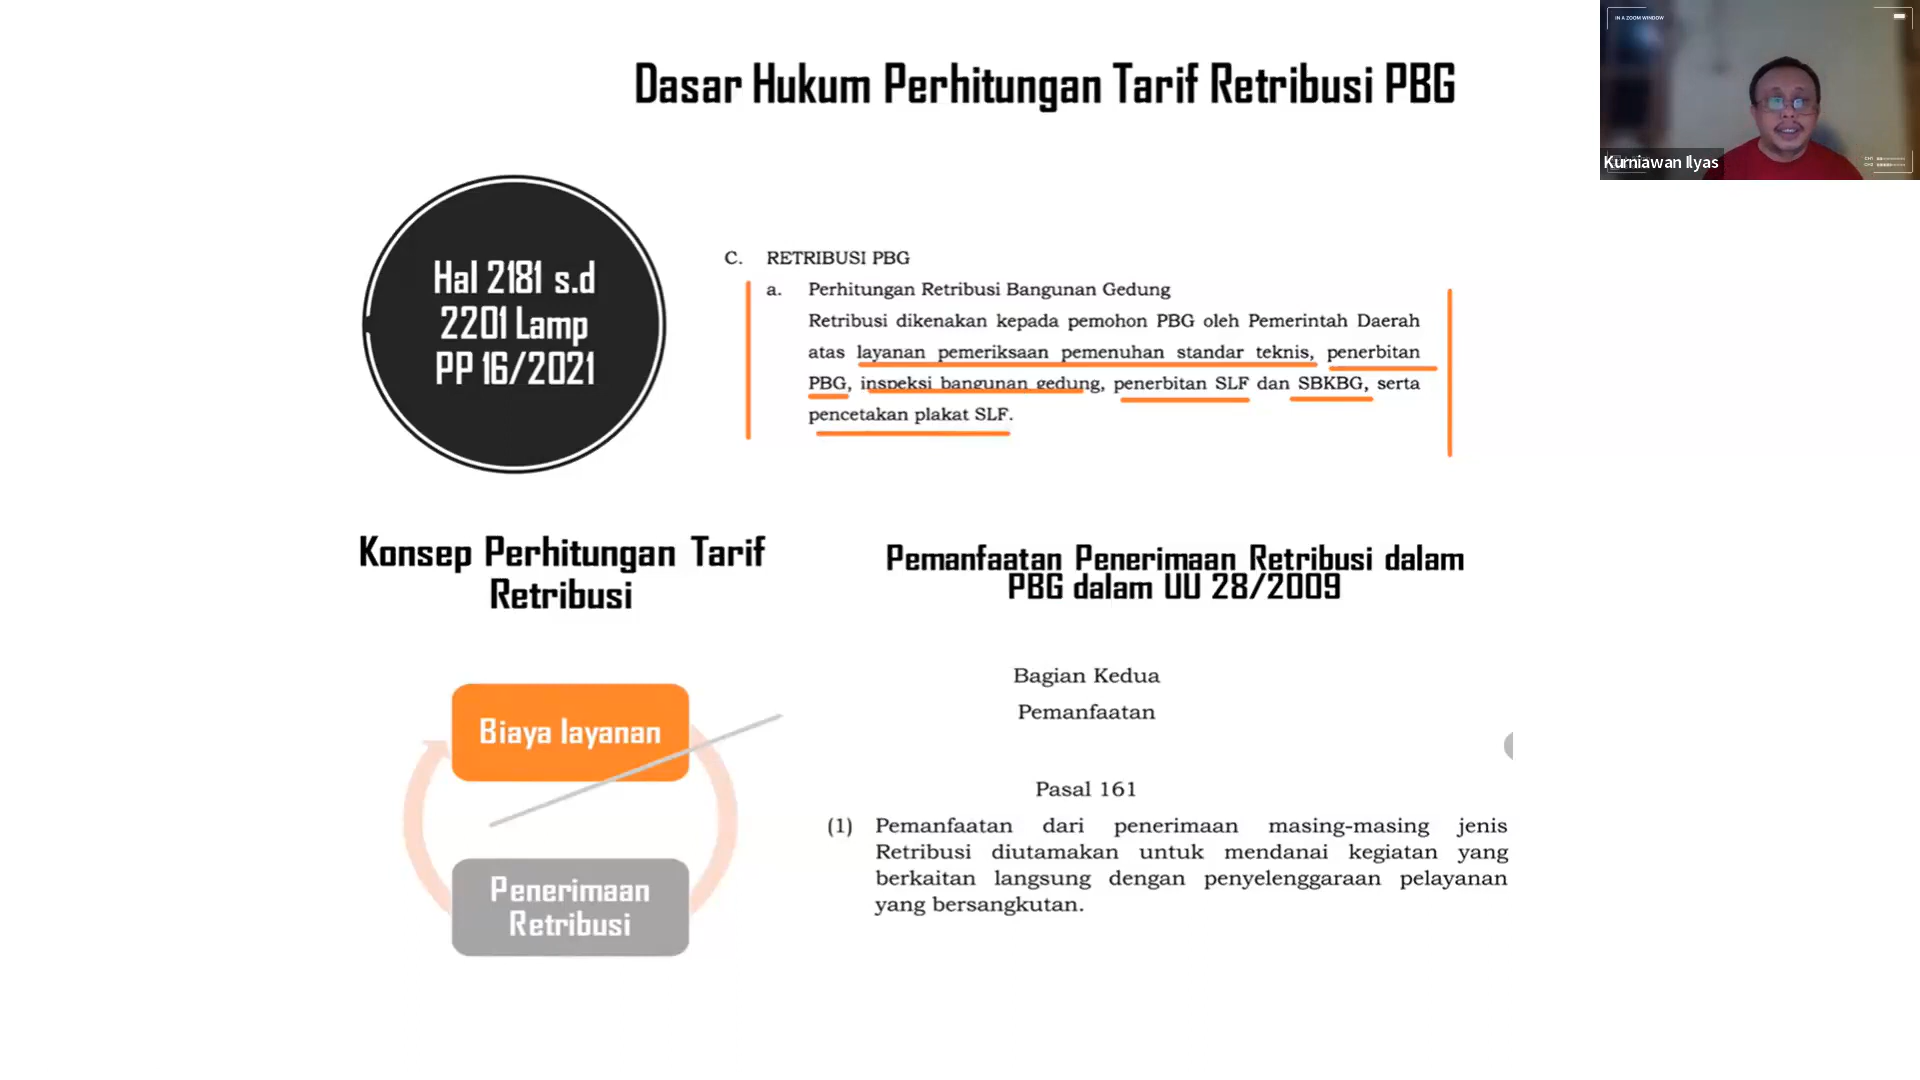 IN A ZOOM WINDOW
Dasar Hukum Perhitungan Tarif Retribusi PBG
Kurniawan Ilyas
Hal 2181 s.d
2201 Lamp
PP 16/2021
C. RETRIBUSI PBG
a. Perhitungan Retribusi Bangunan Gedung
Retribusi dikenakan kepada pemohon PBG oleh Pemerintah Daerah
atas layanan pemeriksaan pemenuhan standar teknis, penerbitan
PBG, inspeksi bangunan gedung, penerbitan SLF dan SBKBG, serta
pencetakan plakat SLF.
Konsep Perhitungan Tarif
Retribusi
Biaya layanan
Penerimaan
Retribusi
Pemanfaatan Penerimaan Retribusi dalam
PBG dalam UU 28/2009
Bagian Kedua
Pemanfaatan
Pasal 161
(1) Pemanfaatan dari penerimaan masing-masing jenis
Retribusi diutamakan untuk mendanai kegiatan yang
berkaitan langsung dengan penyelenggaraan pelayanan
yang bersangkutan.